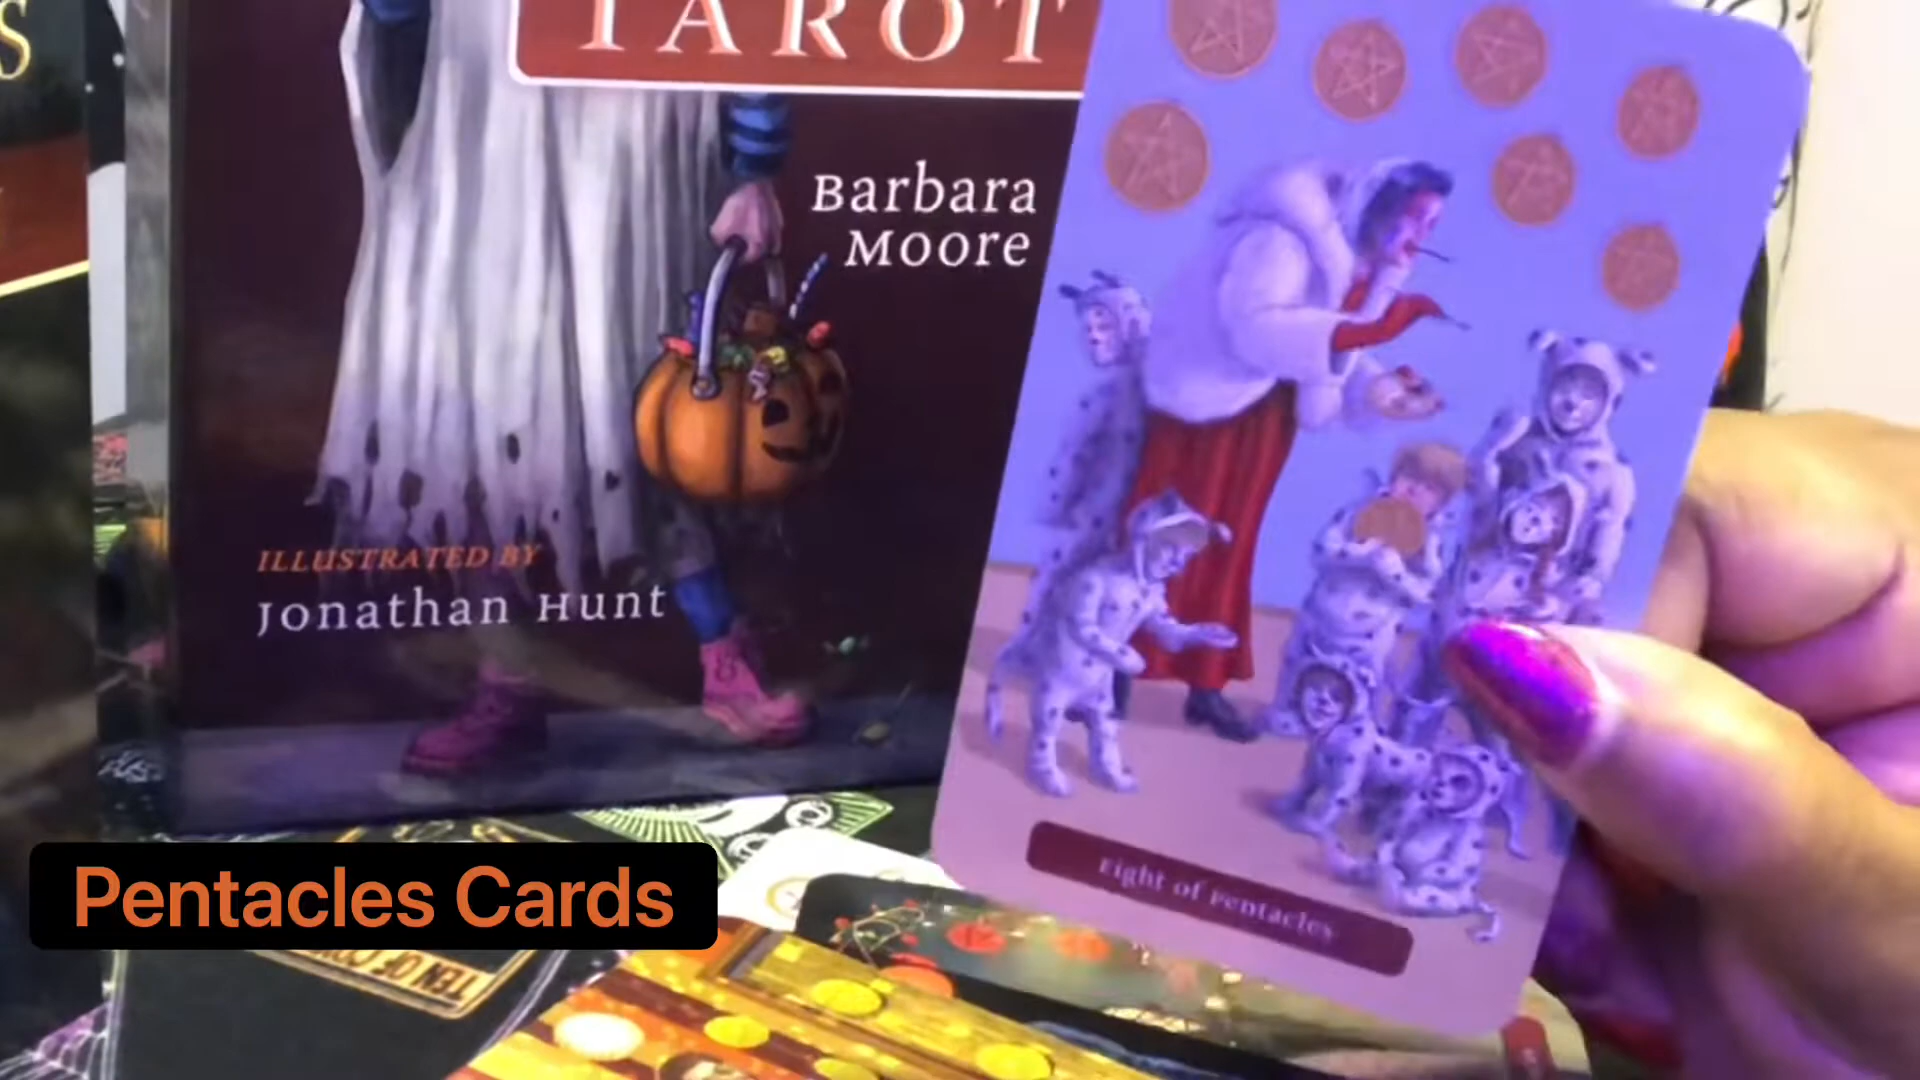 TAROT
Barbara
Moore
ILLUSTRATED BY
Jonathan Hunt
Eight of Pentacles
Pentacles Cards
TEN OF